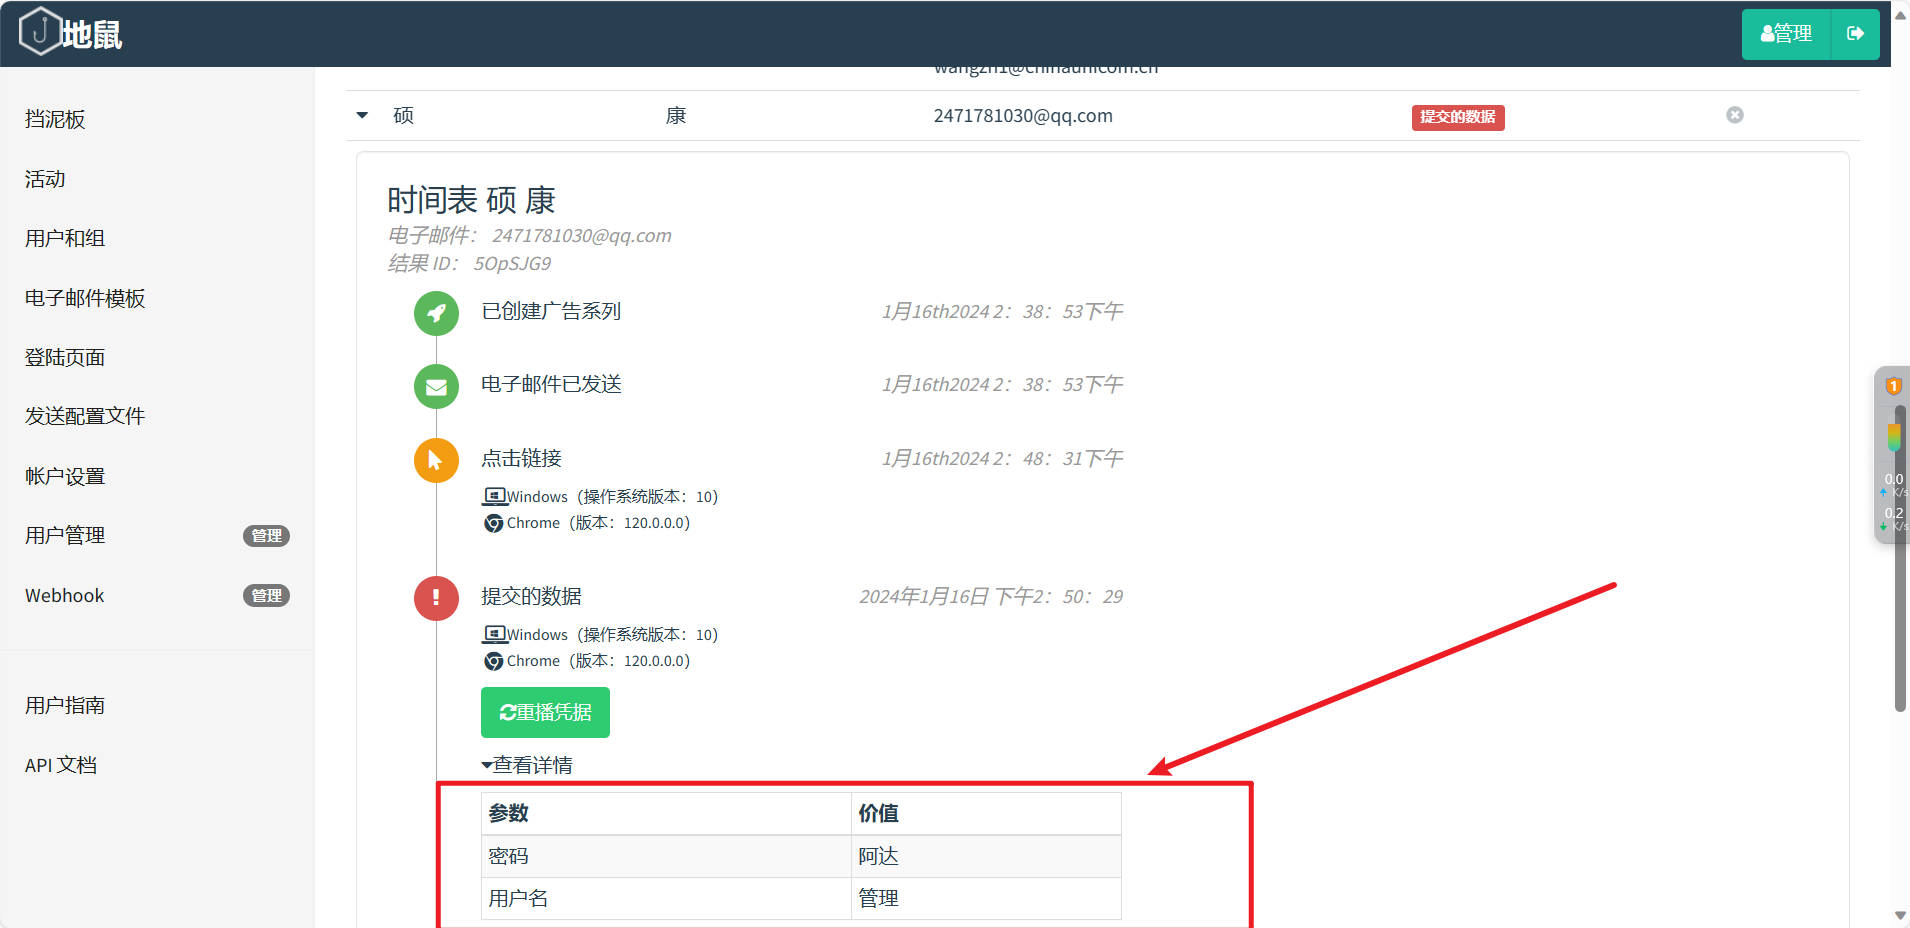 地鼠
管理
挡泥板
活动
用户和组
电子邮件模板
登陆页面
发送配置文件
帐户设置
用户管理 管理
Webhook 管理
用户指南
API 文档
wangzh1@chinaunicom.cn
硕 康 2471781030@qq.com 提交的数据
时间表 硕 康
电子邮件： 2471781030@qq.com
结果 ID： 5OpSJG9
已创建广告系列 1月16th2024 2：38：53下午
电子邮件已发送 1月16th2024 2：38：53下午
点击链接 1月16th2024 2：48：31下午
Windows（操作系统版本：10）
Chrome（版本：120.0.0.0）
提交的数据 2024年1月16日 下午2：50：29
Windows（操作系统版本：10）
Chrome（版本：120.0.0.0）
重播凭据
查看详情
参数 价值
密码 阿达
用户名 管理
1
0.0
K/s
0.2
K/s